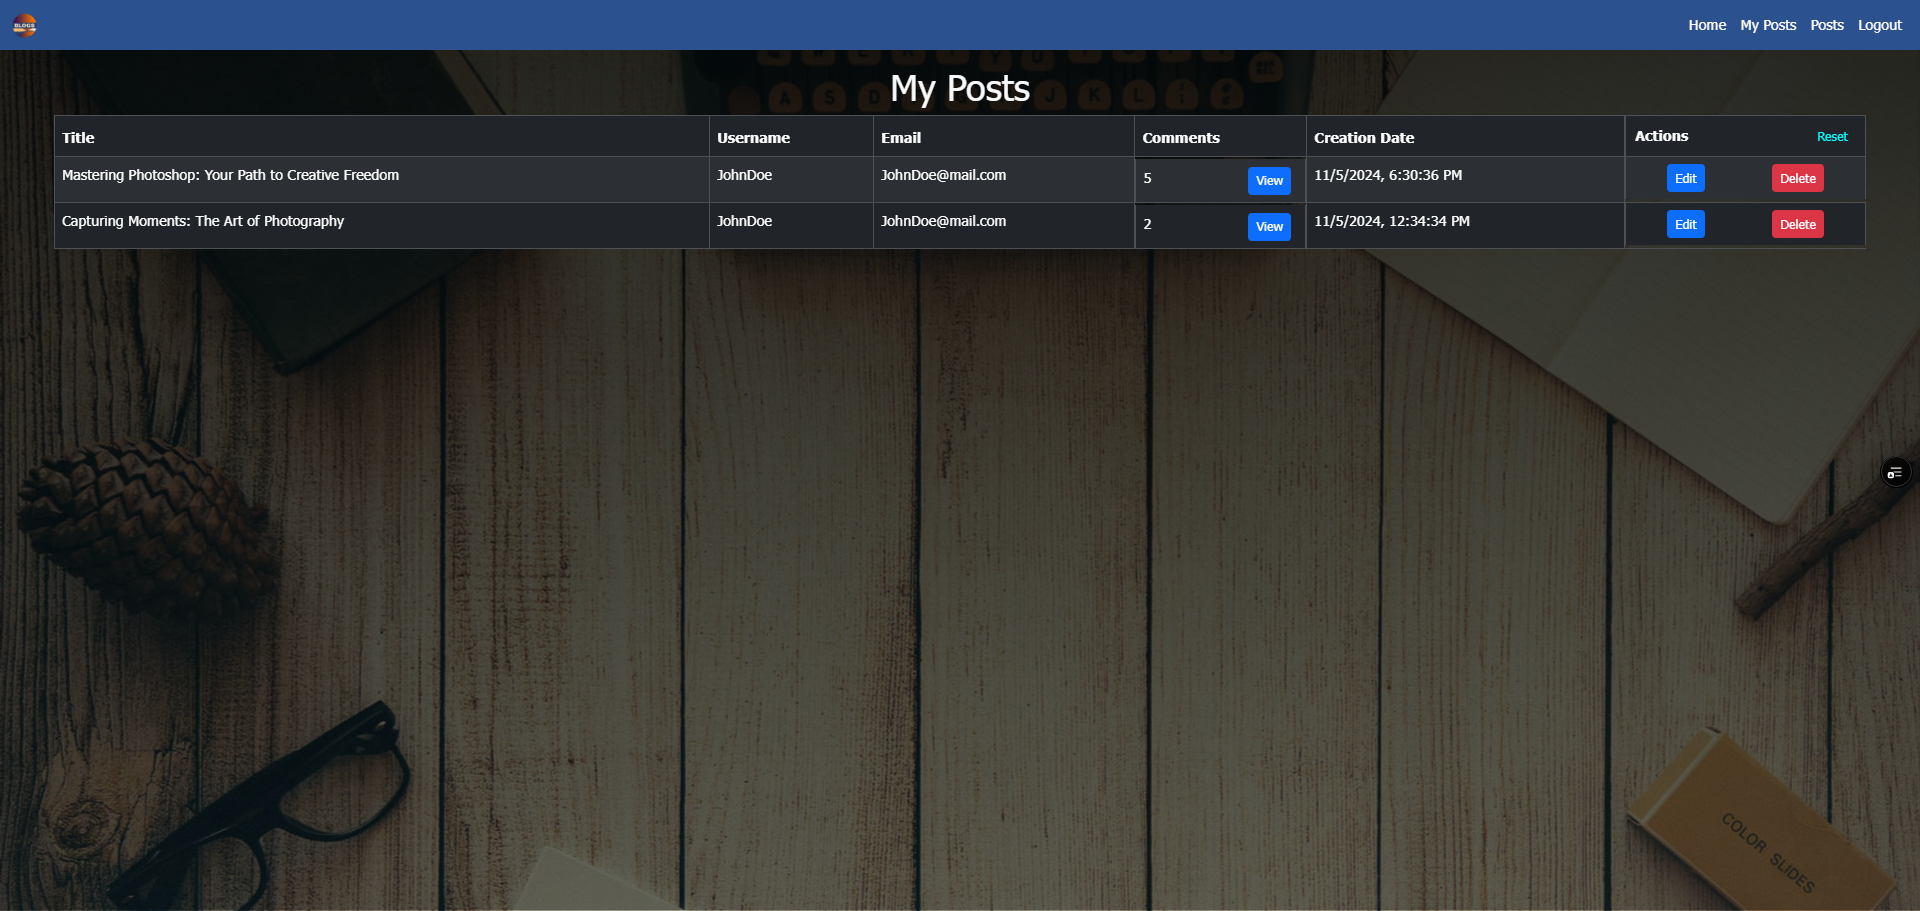 BLOGS
Home My Posts Posts Logout
My Posts
A S D J K L
Title Username Email Comments Creation Date Actions Reset
Mastering Photoshop: Your Path to Creative Freedom JohnDoe JohnDoe@mail.com 5 View 11/5/2024, 6:30:36 PM Edit Delete
Capturing Moments: The Art of Photography JohnDoe JohnDoe@mail.com 2 View 11/5/2024, 12:34:34 PM Edit Delete
COLOR SLIDES